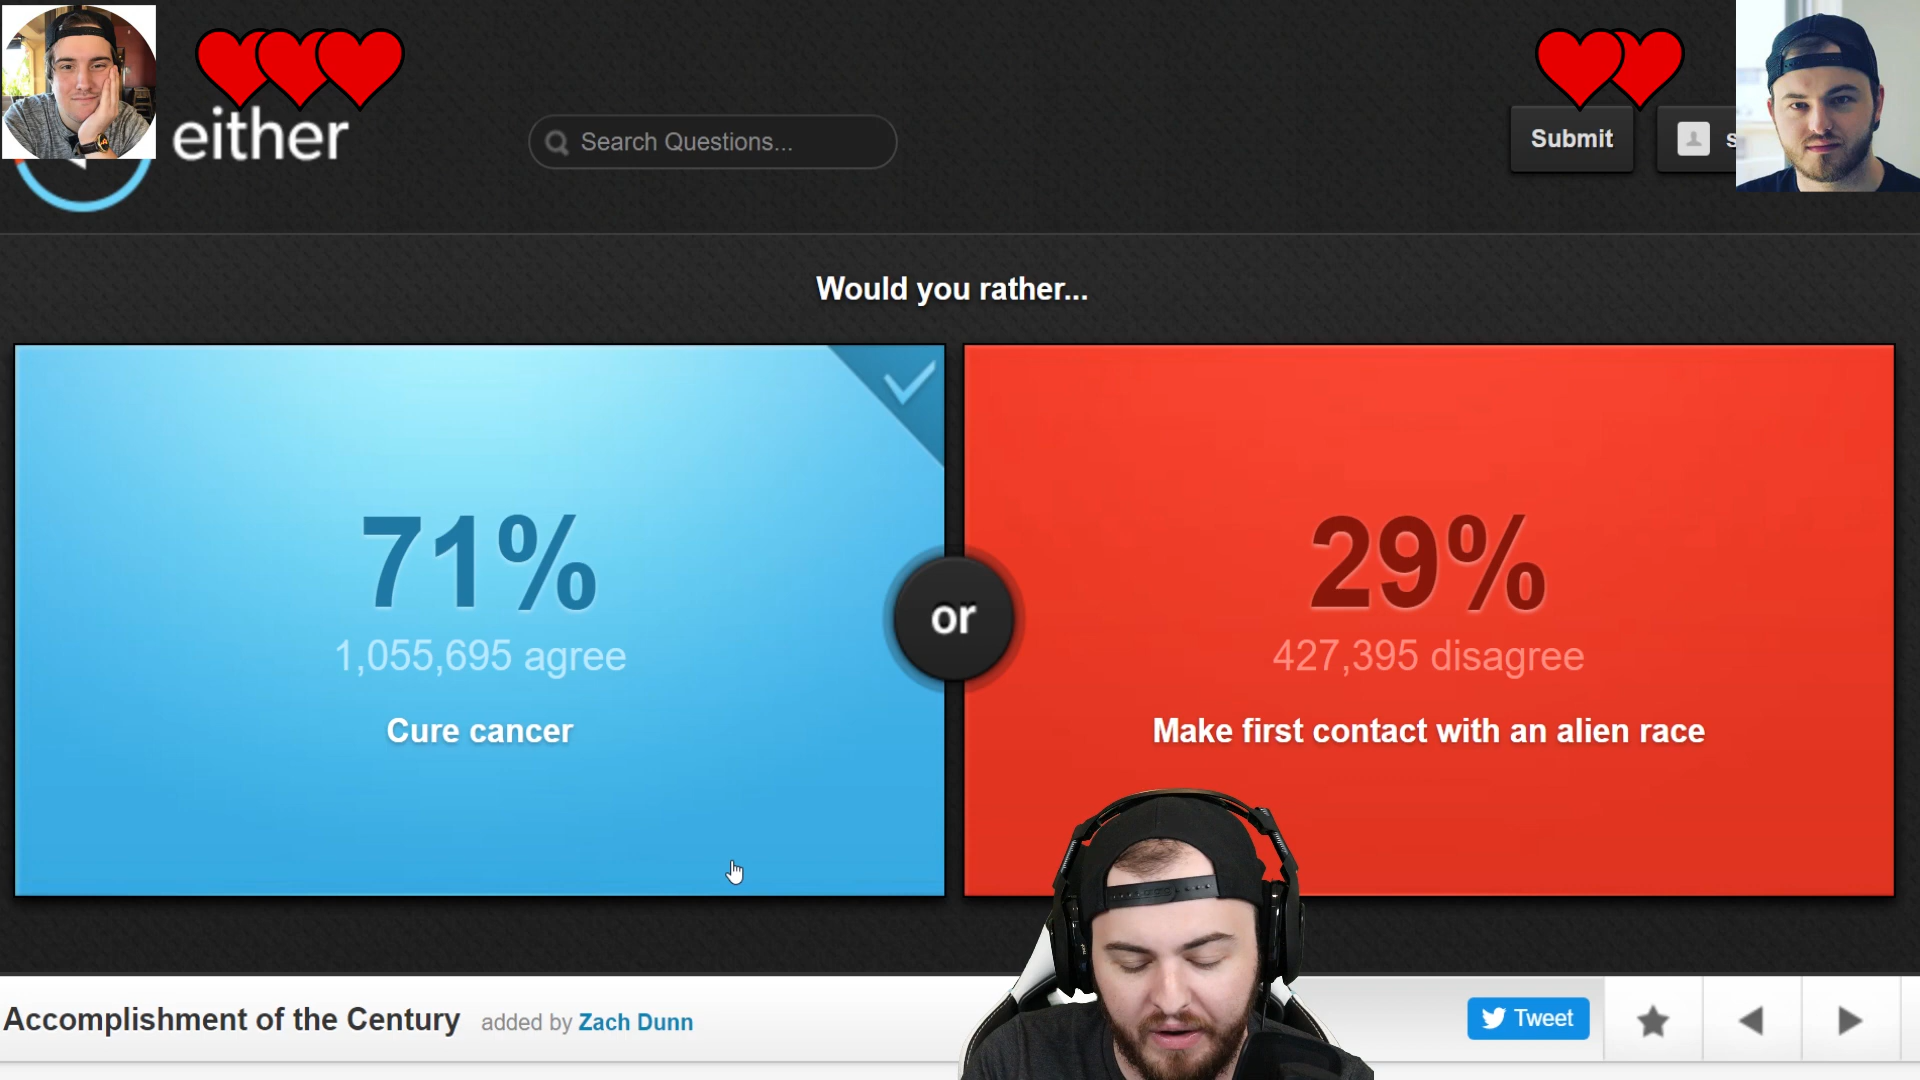 either
Search Questions...
Submit
s
Would you rather...
71%
1,055,695 agree
Cure cancer
or
29%
427,395 disagree
Make first contact with an alien race
Accomplishment of the Century added by Zach Dunn
Tweet